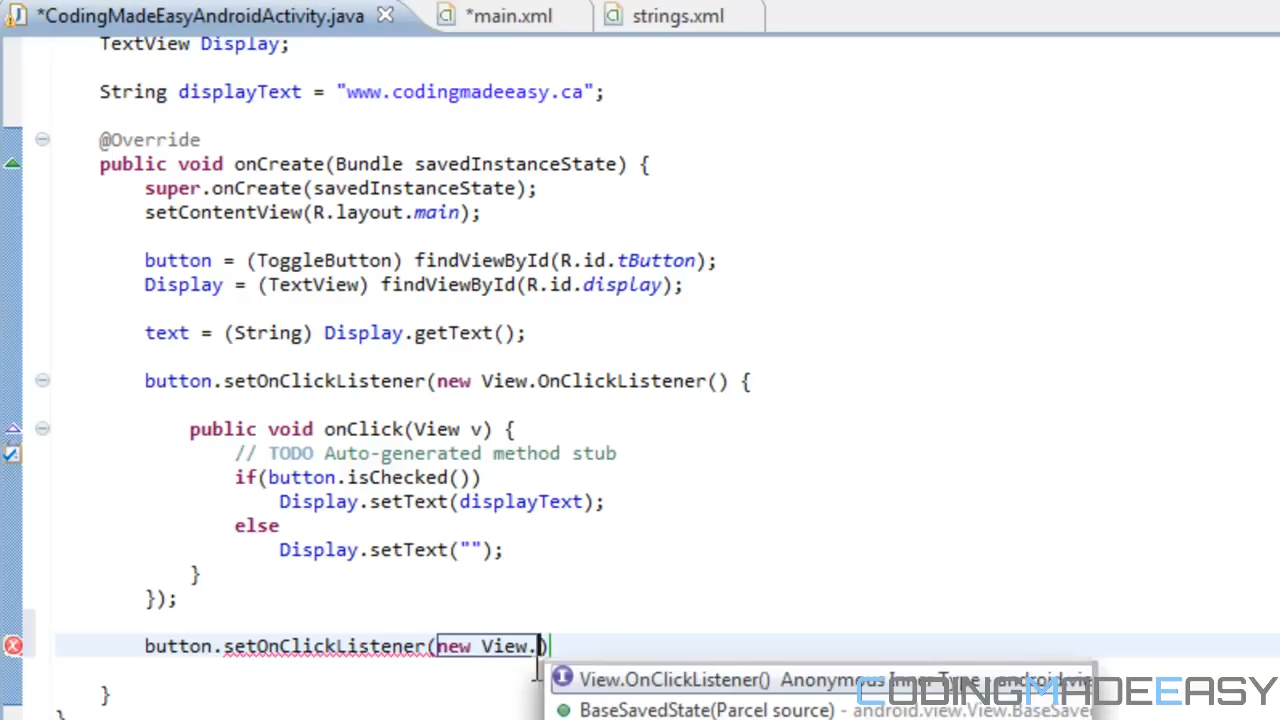 *CodingMadeEasyAndroidActivity.java *main.xml strings.xml
TextView Display;
String displayText = "www.codingmadeeasy.ca";
@Override
public void onCreate(Bundle savedInstanceState) {
super.onCreate(savedInstanceState);
setContentView(R.layout.main);
button = (ToggleButton) findViewById(R.id.tButton);
Display = (TextView) findViewById(R.id.display);
text = (String) Display.getText();
button.setOnClickListener(new View.OnClickListener() {
public void onClick(View v) {
// TODO Auto-generated method stub
if(button.isChecked())
Display.setText(displayText);
else
Display.setText("");
}
});
button.setOnClickListener(new View.)
View.OnClickListener() Anonymous Inner Type - android.vie
CODINGMADEEASY
}
BaseSavedState(Parcel source) - android.view.View.BaseSave